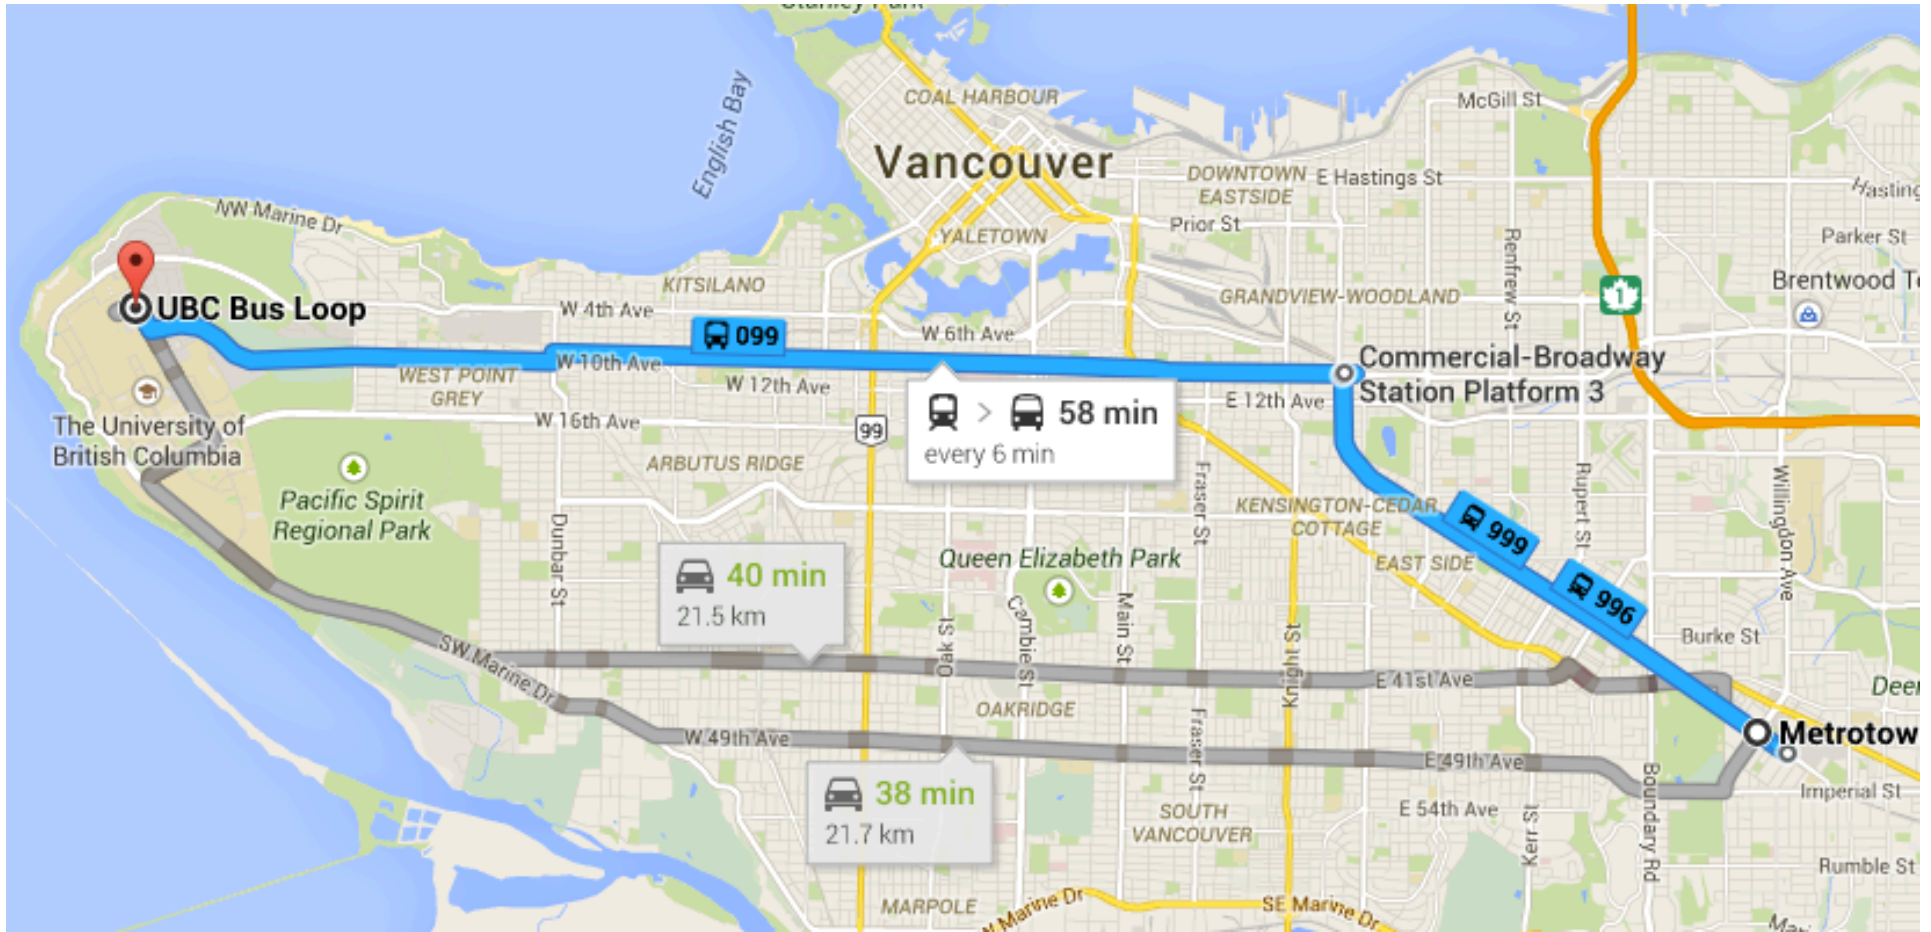 Stanley Park
COAL HARBOUR
McGill St
English Bay
Vancouver
DOWNTOWN
EASTSIDE
E Hastings St
Hasting
NW Marine Dr
Prior St
YALETOWN
Renfrew St
Parker St
KITSILANO
Brentwood T
UBC Bus Loop
W 4th Ave
GRANDVIEW-WOODLAND
1
099
W 6th Ave
W 10th Ave
Commercial-Broadway
Station Platform 3
WEST POINT
GREY
W 12th Ave
E 12th Ave
> 58 min
every 6 min
W 16th Ave
99
The University of
British Columbia
ARBUTUS RIDGE
Fraser St
Rupert St
Willingdon Ave
Pacific Spirit
Regional Park
KENSINGTON-CEDAR
COTTAGE
999
Dunbar St
Queen Elizabeth Park
EAST SIDE
996
40 min
21.5 km
Oak St
Cambie St
Main St
Knight St
Burke St
SW Marine Dr
E 41st Ave
Deer
OAKRIDGE
Fraser St
W 49th Ave
Metrotow
E 49th Ave
38 min
21.7 km
Boundary Rd
Imperial St
SOUTH
VANCOUVER
E 54th Ave
Kerr St
Rumble St
MARPOLE
W Marine Dr
SE Marine Dr
Mari